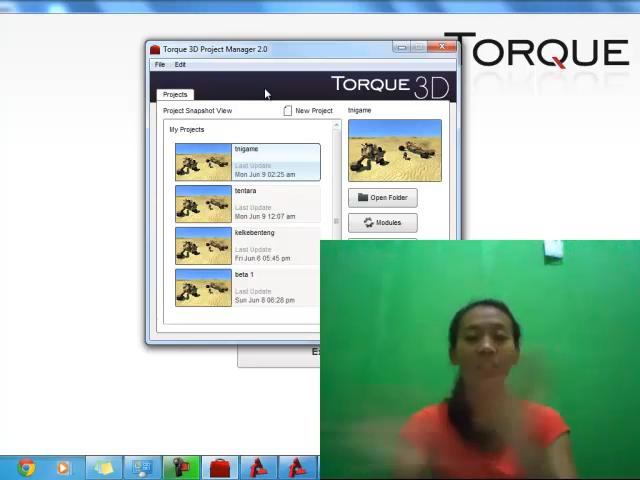 Torque 3D Project Manager 2.0
TORQUE
File Edit
TORQUE 3D
Projects
Project Snapshot View
New Project
tnigame
My Projects
tnigame
Last Update
Mon Jun 9 02:25 am
Open Folder
tentara
Last Update
Mon Jun 9 12:07 am
Modules
kelkebenteng
Last Update
Fri Jun 6 05:45 pm
beta 1
Last Update
Sun Jun 8 06:28 pm